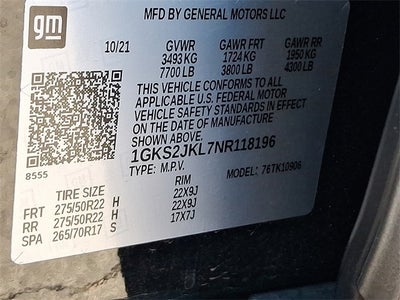 gm
MFD BY GENERAL MOTORS LLC
10/21 GVWR GAWR FRT GAWR RR
3493 KG 1724 KG 1950 KG
7700 LB 3800 LB 4300 LB
THIS VEHICLE CONFORMS TO ALL
APPLICABLE U.S. FEDERAL MOTOR
VEHICLE SAFETY STANDARDS IN EFFECT ON
THE DATE OF MANUFACTURE
SHOWN ABOVE.
1GKS2JKL7NR118196
8555 TYPE: M.P.V. MODEL: 76TK10906
TIRE SIZE RIM
FRT 275/50R22 H 22X9J
RR 275/50R22 H 22X9J
SPA 265/70R17 S 17X7J